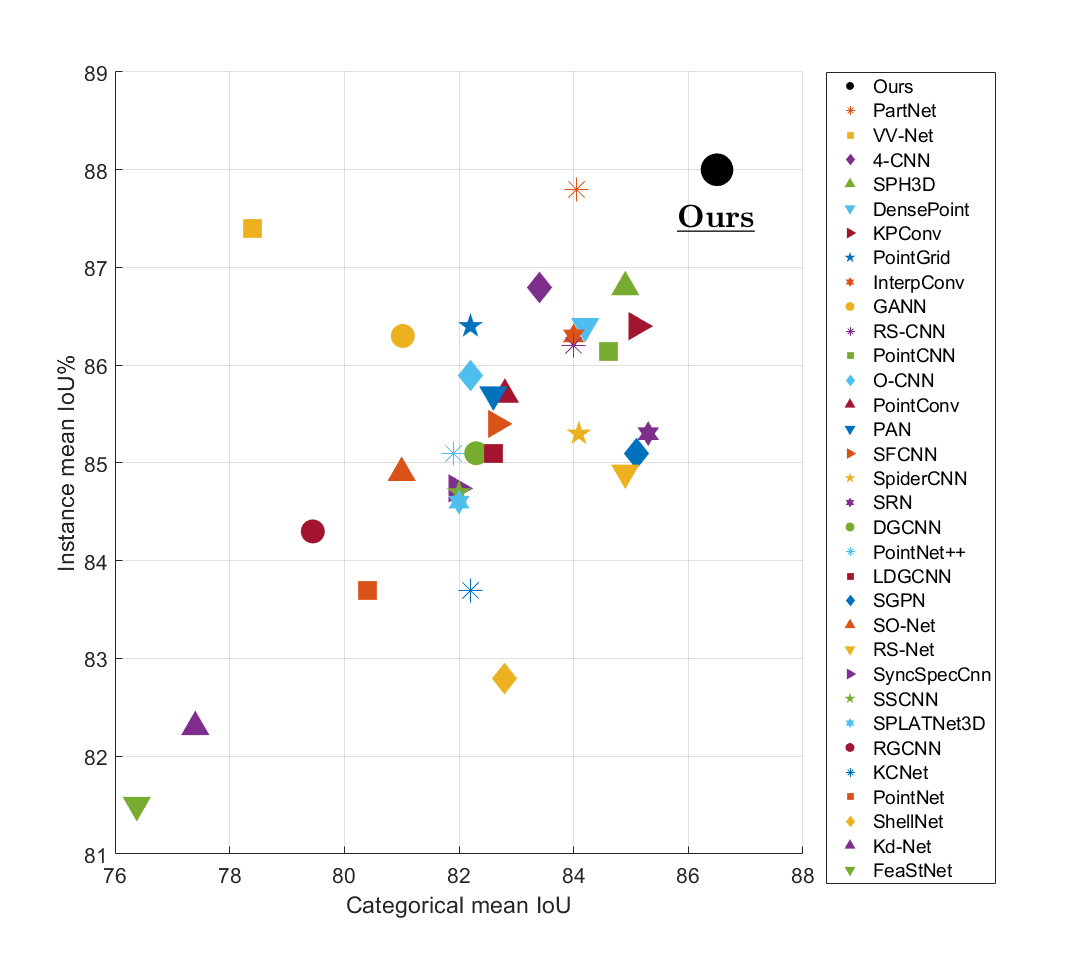 89
88
87
86
85
84
83
82
81
Instance mean IoU%
Ours
76
78
80
82
84
86
88
Categorical mean IoU
Ours
PartNet
VV-Net
4-CNN
SPH3D
DensePoint
KPConv
PointGrid
InterpConv
GANN
RS-CNN
PointCNN
O-CNN
PointConv
PAN
SFCNN
SpiderCNN
SRN
DGCNN
PointNet++
LDGCNN
SGPN
SO-Net
RS-Net
SyncSpecCnn
SSCNN
SPLATNet3D
RGCNN
KCNet
PointNet
ShellNet
Kd-Net
FeaStNet